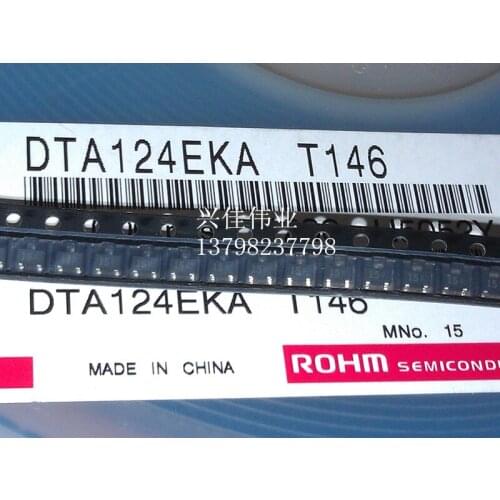 DTA124EKA T146
兴佳伟业
13798237798
DTA124EKA T146
MNo. 15
MADE IN CHINA
ROHM SEMICONDU